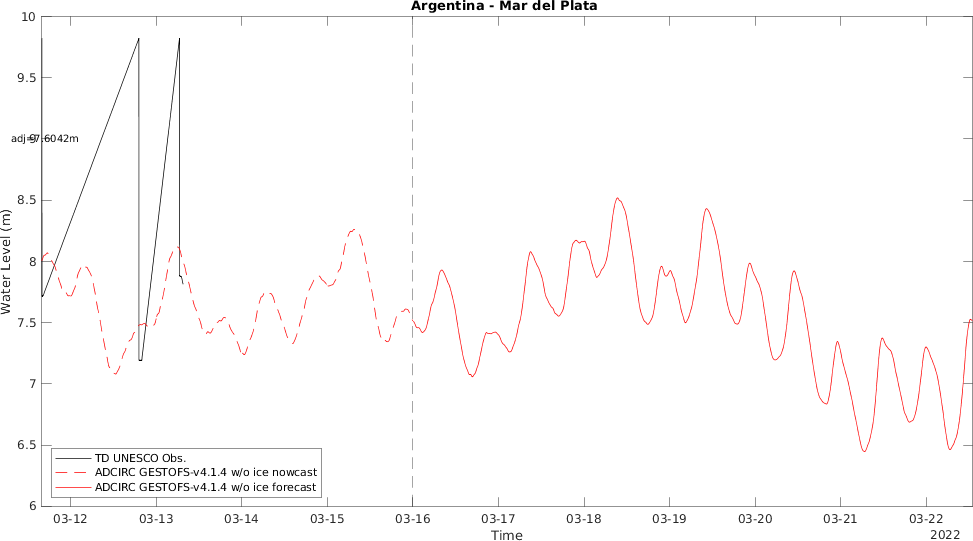 Argentina - Mar del Plata
10
9.5
adj=7.6042m
9
8.5
8
7.5
7
6.5
6
Water Level (m)
TD UNESCO Obs.
ADCIRC GESTOFS-v4.1.4 w/o ice nowcast
ADCIRC GESTOFS-v4.1.4 w/o ice forecast
03-12 03-13 03-14 03-15 03-16 03-17 03-18 03-19 03-20 03-21 03-22
Time
2022